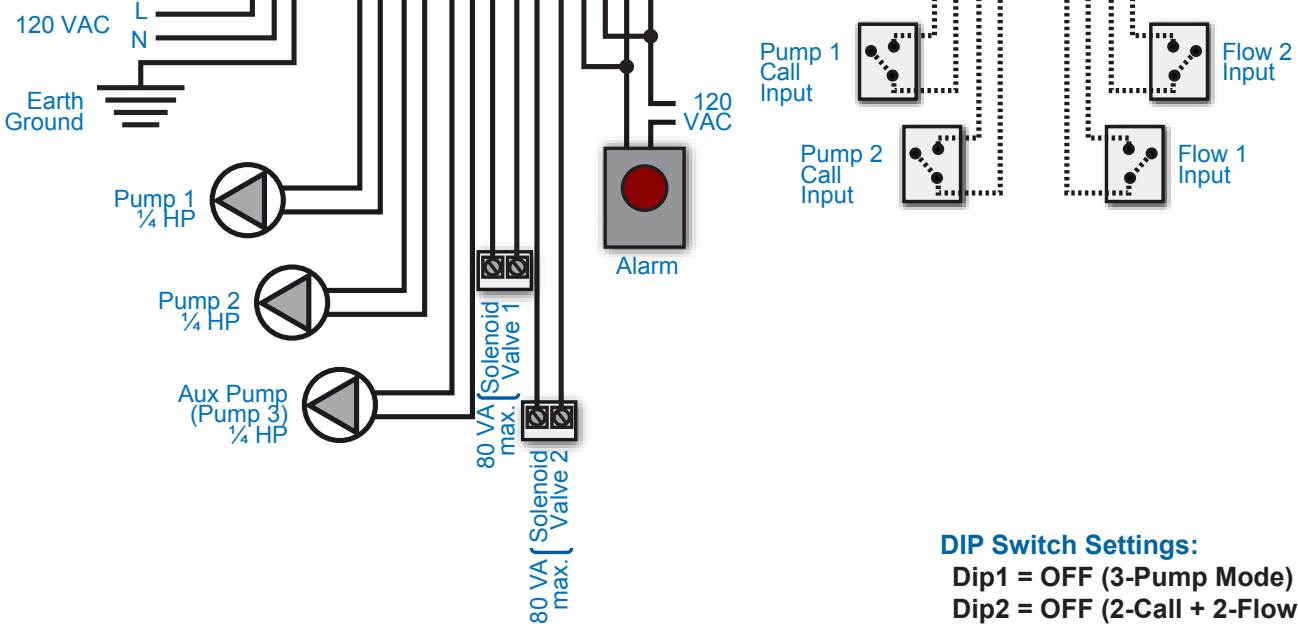 L
120 VAC
N
Earth
Ground
Pump 1
¼ HP
Pump 2
¼ HP
Aux Pump
(Pump 3)
¼ HP
Solenoid
Valve 1
80 VA
max.
Solenoid
Valve 2
80 VA
max.
120
VAC
Alarm
Pump 1
Call
Input
Pump 2
Call
Input
Flow 2
Input
Flow 1
Input
DIP Switch Settings:
Dip1 = OFF (3-Pump Mode)
Dip2 = OFF (2-Call + 2-Flow